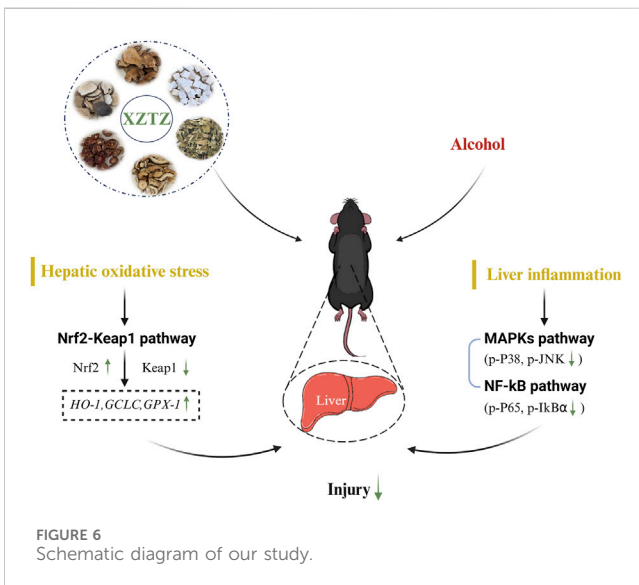 XZTZ
Alcohol
Hepatic oxidative stress
Nrf2-Keap1 pathway
Nrf2 ↑ Keap1 ↓
HO-1,GCLC,GPX-1 ↑
Liver inflammation
MAPKs pathway
(p-P38, p-JNK ↓ )
NF-kB pathway
(p-P65, p-IkBα ↓ )
Liver
Injury ↓
FIGURE 6
Schematic diagram of our study.